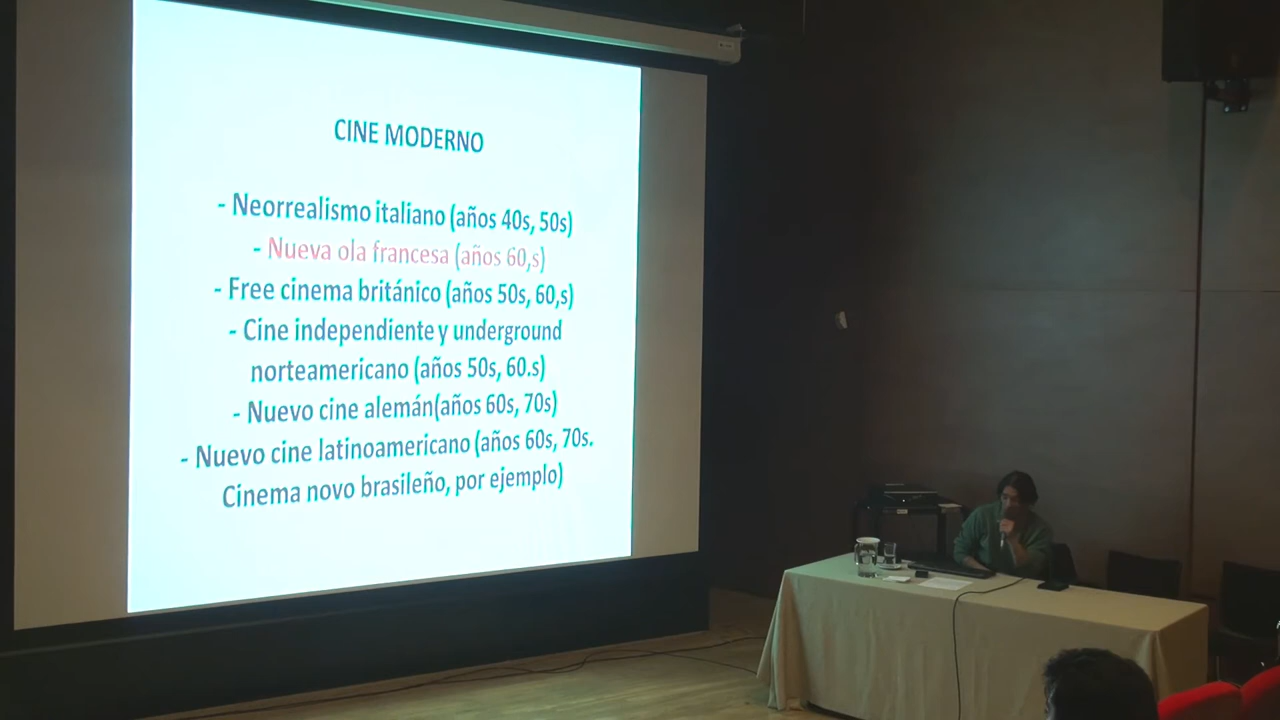 CINE MODERNO
- Neorrealismo italiano (años 40s, 50s)
- Nueva ola francesa (años 60,s)
- Free cinema británico (años 50s, 60,s)
- Cine independiente y underground
norteamericano (años 50s, 60.s)
- Nuevo cine alemán(años 60s, 70s)
- Nuevo cine latinoamericano (años 60s, 70s.
Cinema novo brasileño, por ejemplo)